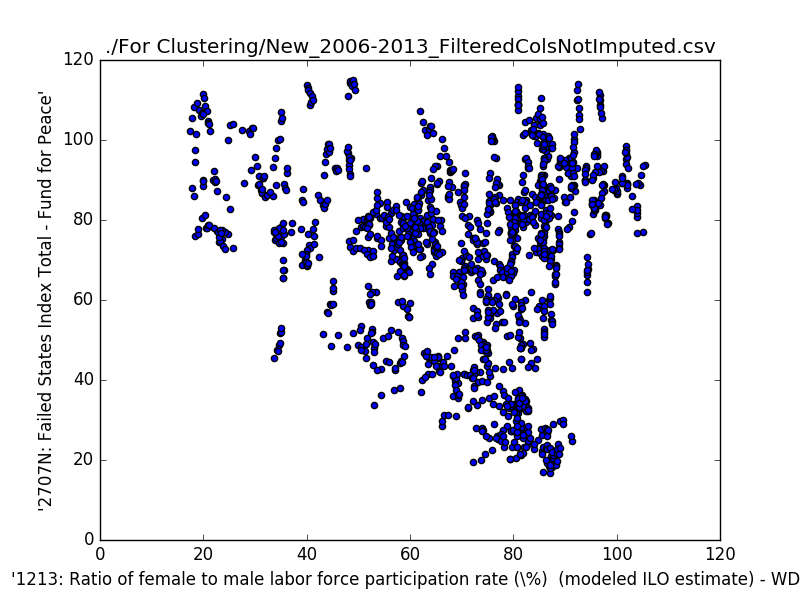 ./For Clustering/New_2006-2013_FilteredColsNotImputed.csv
'2707N: Failed States Index Total - Fund for Peace'
120
100
80
60
40
20
0
0 20 40 60 80 100 120
'1213: Ratio of female to male labor force participation rate (\%) (modeled ILO estimate) - WD